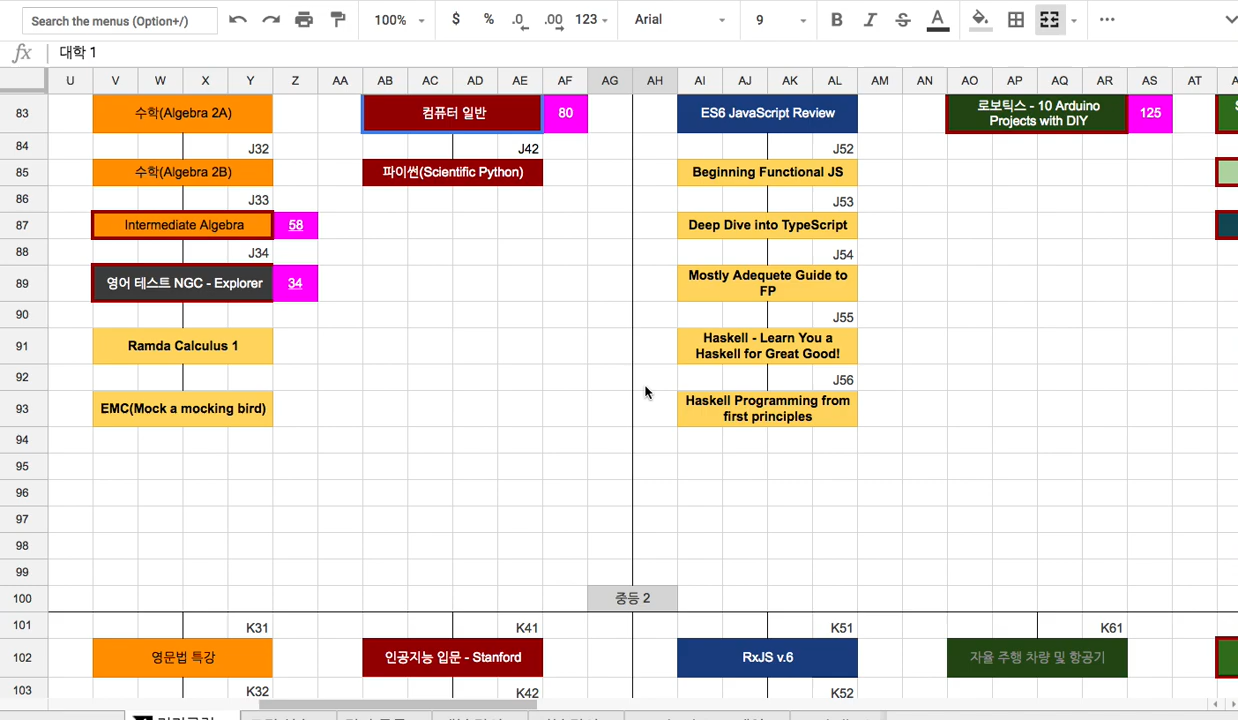 Search the menus (Option+/)
100%
$
%
.0
.00
123
Arial
9
B
I
S
A
fx
대학 1
U V W X Y Z AA AB AC AD AE AF AG AH AI AJ AK AL AM AN AO AP AQ AR AS AT
83
수학(Algebra 2A)
컴퓨터 일반
80
ES6 JavaScript Review
로보틱스 - 10 Arduino
Projects with DIY
125
84
J32
J42
J52
85
수학(Algebra 2B)
파이썬(Scientific Python)
Beginning Functional JS
86
J33
J53
87
Intermediate Algebra
58
Deep Dive into TypeScript
88
J34
J54
89
영어 테스트 NGC - Explorer
34
Mostly Adequete Guide to
FP
90
J55
91
Ramda Calculus 1
Haskell - Learn You a
Haskell for Great Good!
92
J56
93
EMC(Mock a mocking bird)
Haskell Programming from
first principles
94
95
96
97
98
99
100
중등 2
101
K31
K41
K51
K61
102
영문법 특강
인공지능 입문 - Stanford
RxJS v.6
자율 주행 차량 및 항공기
103
K32
K42
K52